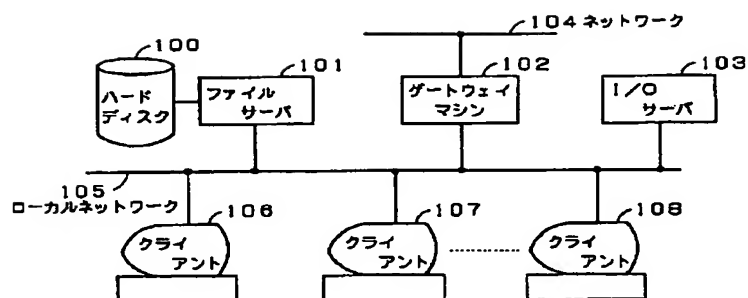 104 ネットワーク
100
101
102
103
ハード
ディスク
ファイル
サーバ
ゲートウェイ
マシン
I/O
サーバ
105
ローカルネットワーク
106
107
108
クライ
アント
クライ
アント
クライ
アント